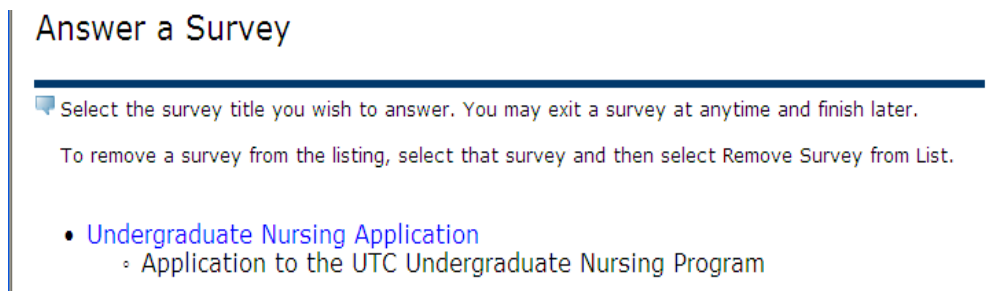 Answer a Survey
Select the survey title you wish to answer. You may exit a survey at anytime and finish later.
To remove a survey from the listing, select that survey and then select Remove Survey from List.
• Undergraduate Nursing Application
◦ Application to the UTC Undergraduate Nursing Program